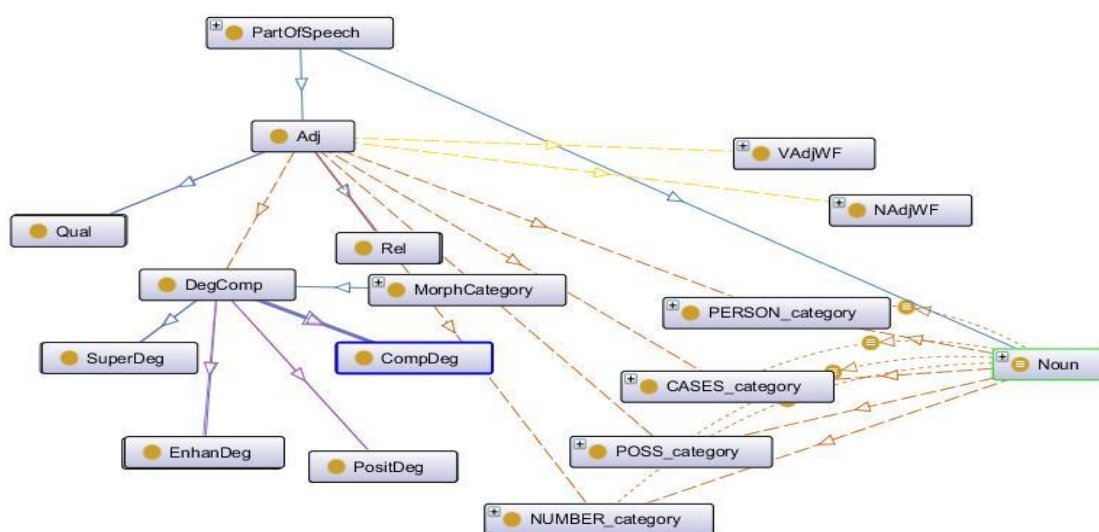 PartOfSpeech
Adj
VAdjWF
NAdjWF
Qual
Rel
DegComp
MorphCategory
PERSON_category
SuperDeg
CompDeg
Noun
CASES_category
EnhanDeg
PositDeg
POSS_category
NUMBER_category